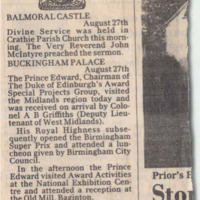 BALMORAL CASTLE
August 27th
Divine Service was held in
Crathie Parish Church this mor-
ning. The Very Reverend John
McIntyre preached the sermon.
BUCKINGHAM PALACE
August 27th
The Prince Edward, Chairman of
The Duke of Edinburgh's Award
Special Projects Group, visited
the Midlands region today and
was received on arrival by Colo-
nel A B Griffiths (Deputy Lieu-
tenant of West Midlands).
His Royal Highness subse-
quently opened the Birmingham
Super Prix and attended a lun-
cheon given by Birmingham City
Council.
In the afternoon The Prince
Edward visited Award Activities
at the National Exhibition Cen-
tre and attended a reception at
the Old Mill, Baginton.
Prior's